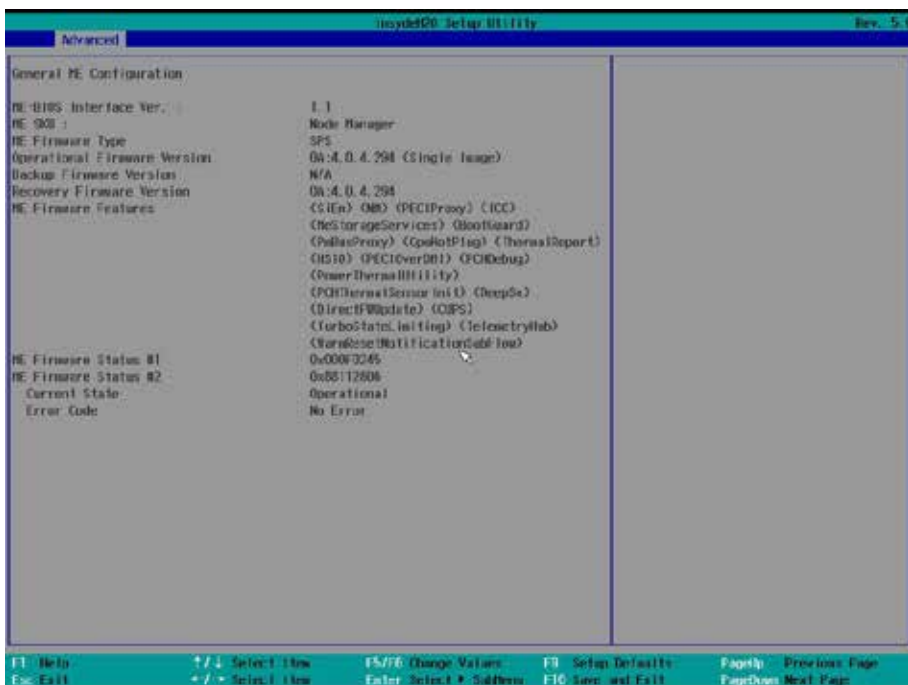 InsydeH20 Setup Utility Rev. 5.
Advanced
General ME Configuration
ME-BIOS Interface Ver. : 1.1
ME SKU : Node Manager
ME Firmware Type SPS
Operational Firmware Version 0A:4.0.4.294 (Single Image)
Backup Firmware Version N/A
Recovery Firmware Version 0A:4.0.4.294
ME Firmware Features (SiEn) (NM) (PECIProxy) (ICC)
(MeStorageServices) (BootGuard)
(PmBusProxy) (CpuHotPlug) (ThermalReport)
(HSIO) (PECIOverDMI) (PCHDebug)
(PowerThermalUtility)
(PCHThermalSensorInit) (DeepSx)
(DirectFWUpdate) (CUPS)
(TurboStateLimiting) (TelemetryHub)
(WarmResetNotificationSubFlow)
ME Firmware Status #1 0x000F0245
ME Firmware Status #2 0x88112806
Current State Operational
Error Code No Error
F1 Help ↑/↓ Select Item F5/F6 Change Values F9 Setup Defaults PageUp Previous Page
Esc Exit Select Item Enter Select ▶ SubMenu F10 Save and Exit PageDown Next Page